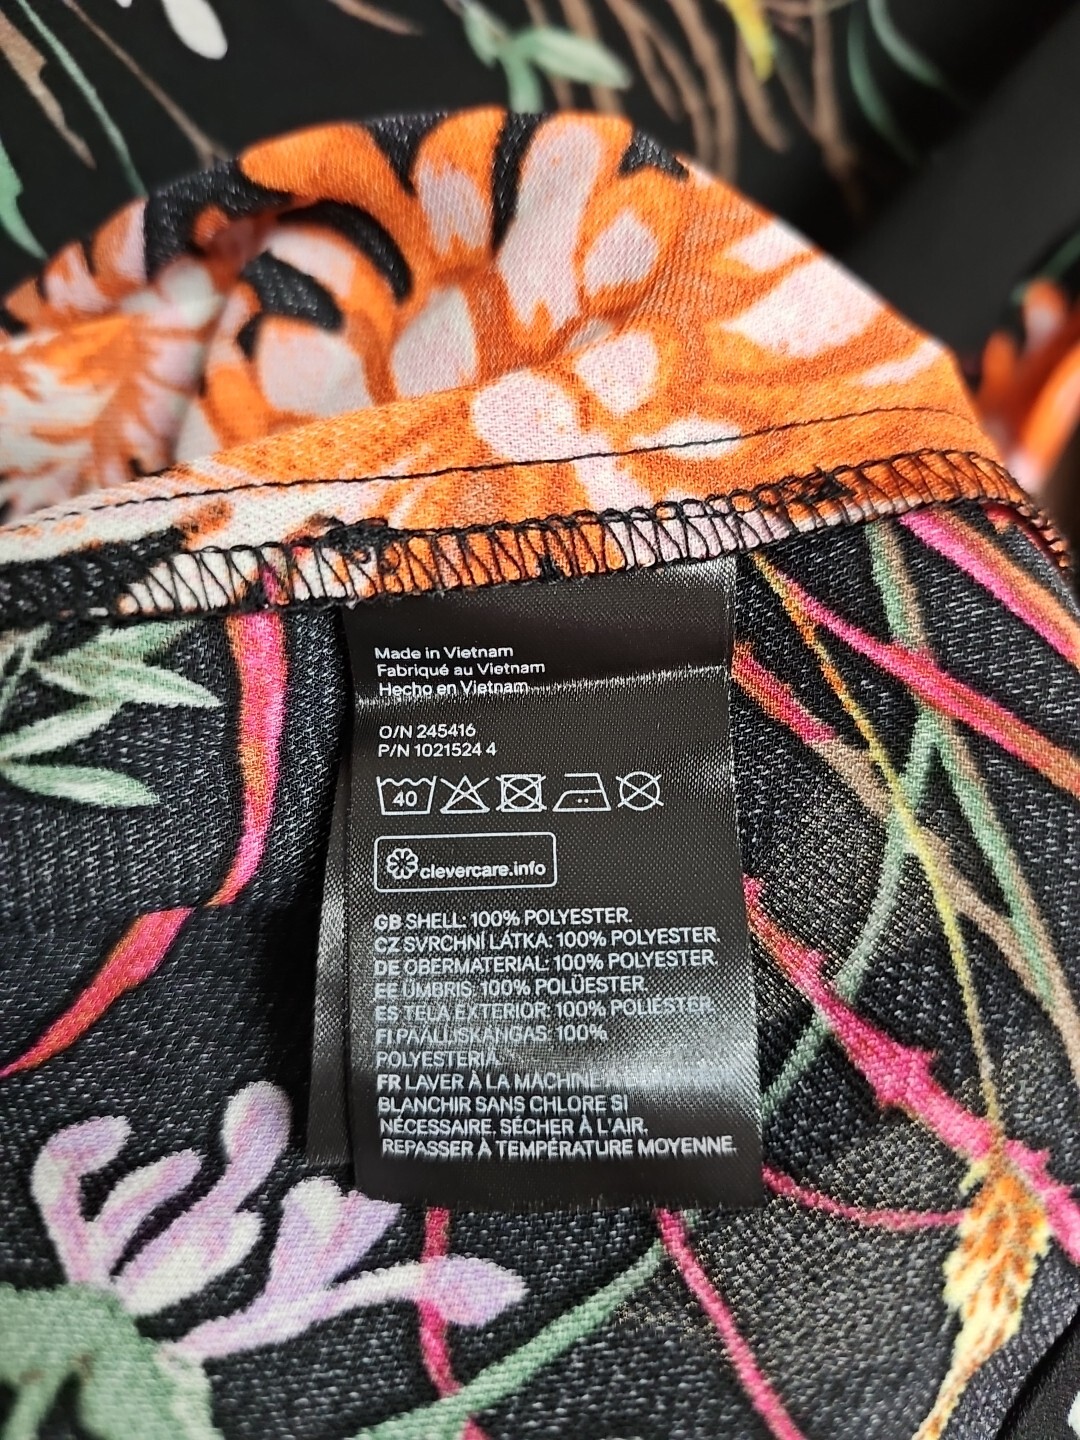 Made in Vietnam
Fabriqué au Vietnam
Hecho en Vietnam
O/N 245416
P/N 1021524 4
40
clevercare.info
GB SHELL: 100% POLYESTER.
CZ SVRCHNÍ LÁTKA: 100% POLYESTER.
DE OBERMATERIAL: 100% POLYESTER.
EE ÜMBRIS: 100% POLÜESTER.
ES TELA EXTERIOR: 100% POLIÉSTER.
FI PÄÄLLISKANGAS: 100%
POLYESTERIÄ.
FR LAVER À LA MACHINE
BLANCHIR SANS CHLORE SI
NÉCESSAIRE. SÉCHER À L'AIR.
REPASSER À TEMPÉRATURE MOYENNE.